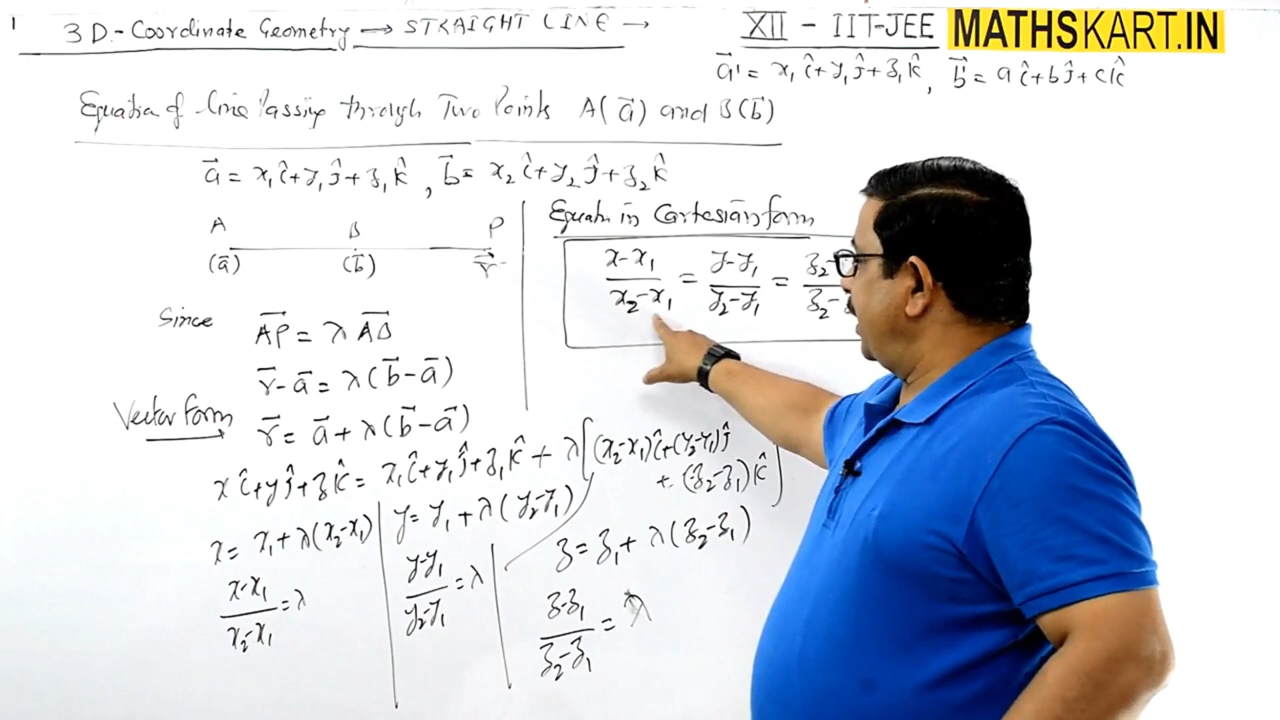 1
3D.-Coordinate Geometry → STRAIGHT LINE →
XII - IIT-JEE MATHSKART.IN
a⃗1 = x₁î+y₁ĵ+z₁k̂, b⃗ = aî+bĵ+ck̂
Equation of line Passing through Two Points A(a⃗) and B(b⃗)
a⃗ = x₁î+y₁ĵ+z₁k̂, b⃗ = x₂î+y₂ĵ+z₂k̂
A B P
(a⃗) (b⃗) r⃗
Since AP⃗ = λ AB⃗
r⃗-a⃗ = λ(b⃗-a⃗)
Vector form r⃗ = a⃗+λ(b⃗-a⃗)
xî+yĵ+zk̂ = x₁î+y₁ĵ+z₁k̂ + λ[(x₂-x₁)î+(y₂-y₁)ĵ
+(z₂-z₁)k̂]
x = x₁+λ(x₂-x₁)
x-x₁/x₂-x₁ = λ
y = y₁+λ(y₂-y₁)
y-y₁/y₂-y₁ = λ
z = z₁+λ(z₂-z₁)
z-z₁/z₂-z₁ = λ
Equation in Cartesian form
x-x₁/x₂-x₁ = y-y₁/y₂-y₁ = z₂-/z₂-